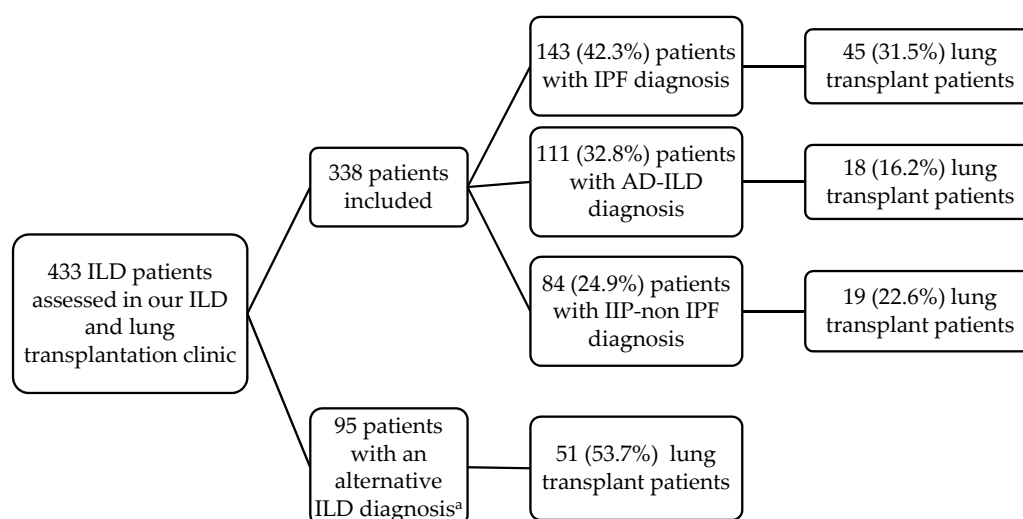 433 ILD patients
assessed in our ILD
and lung
transplantation clinic
338 patients
included
143 (42.3%) patients
with IPF diagnosis
45 (31.5%) lung
transplant patients
111 (32.8%) patients
with AD-ILD
diagnosis
18 (16.2%) lung
transplant patients
84 (24.9%) patients
with IIP-non IPF
diagnosis
19 (22.6%) lung
transplant patients
95 patients
with an
alternative
ILD diagnosisᵃ
51 (53.7%) lung
transplant patients